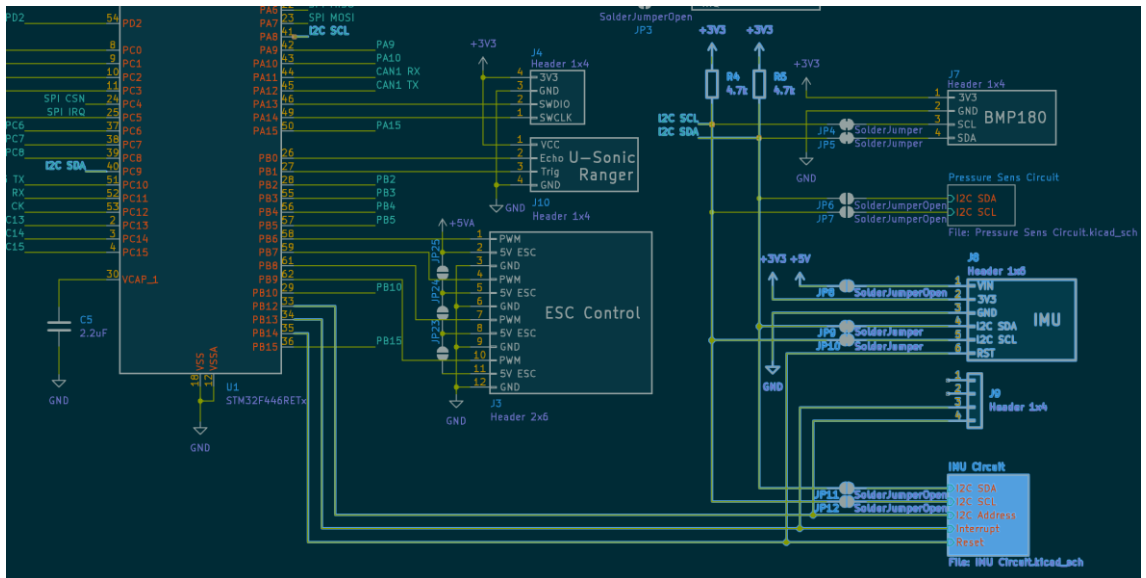 PD2
54
PD2
PC0
PC1
PC2
PC3
PC4
PC5
PC6
PC7
PC8
PC9
PC10
PC11
PC12
PC13
PC14
PC15
VCAP_1
8
9
10
11
24
25
37
38
39
40
51
52
53
2
3
4
30
SPI CSN
SPI IRQ
PC6
PC7
PC8
I2C SDA
TX
RX
CK
C13
C14
C15
PA6
PA7
PA8
PA9
PA10
PA11
PA12
PA13
PA14
PA15
PB0
PB1
PB2
PB3
PB4
PB5
PB6
PB7
PB8
PB9
PB10
PB12
PB13
PB14
PB15
23
41
42
43
44
45
46
49
50
26
27
28
55
56
57
58
59
61
62
29
33
34
35
36
SPI MOSI
I2C SCL
PA9
PA10
CAN1 RX
CAN1 TX
PA15
PB2
PB3
PB4
PB5
PB10
PB15
VSS
VSSA
18
12
U1
STM32F446RETx
GND
C5
2.2uF
GND
+3V3
J4
Header 1x4
4 3V3
3 GND
2 SWDIO
1 SWCLK
1 VCC
2 Echo
3 Trig
4 GND
U-Sonic
Ranger
J10
Header 1x4
GND
+5VA
JP25
JP24
JP23
1 PWM
2 5V ESC
3 GND
4 PWM
5 5V ESC
6 GND
7 PWM
8 5V ESC
9 GND
10 PWM
11 5V ESC
12 GND
ESC Control
J3
Header 2x6
GND
SolderJumperOpen
JP3
+3V3
+3V3
R4
4.7k
R5
4.7k
I2C SCL
I2C SDA
+3V3
J7
Header 1x4
1 3V3
2 GND
3 SCL
4 SDA
BMP180
JP4 SolderJumper
JP5 SolderJumper
GND
Pressure Sens Circuit
I2C SDA
I2C SCL
JP6 SolderJumperOpen
JP7 SolderJumperOpen
File: Pressure Sens Circuit.kicad_sch
+3V3
+5V
J8
Header 1x6
1 VIN
2 3V3
3 GND
4 I2C SDA
5 I2C SCL
6 RST
IMU
JP8 SolderJumperOpen
JP9 SolderJumper
JP10 SolderJumper
GND
1
2
3
4
J9
Header 1x4
IMU Circuit
I2C SDA
I2C SCL
I2C Address
Interrupt
Reset
JP11 SolderJumperOpen
JP12 SolderJumperOpen
File: IMU Circuit.kicad_sch